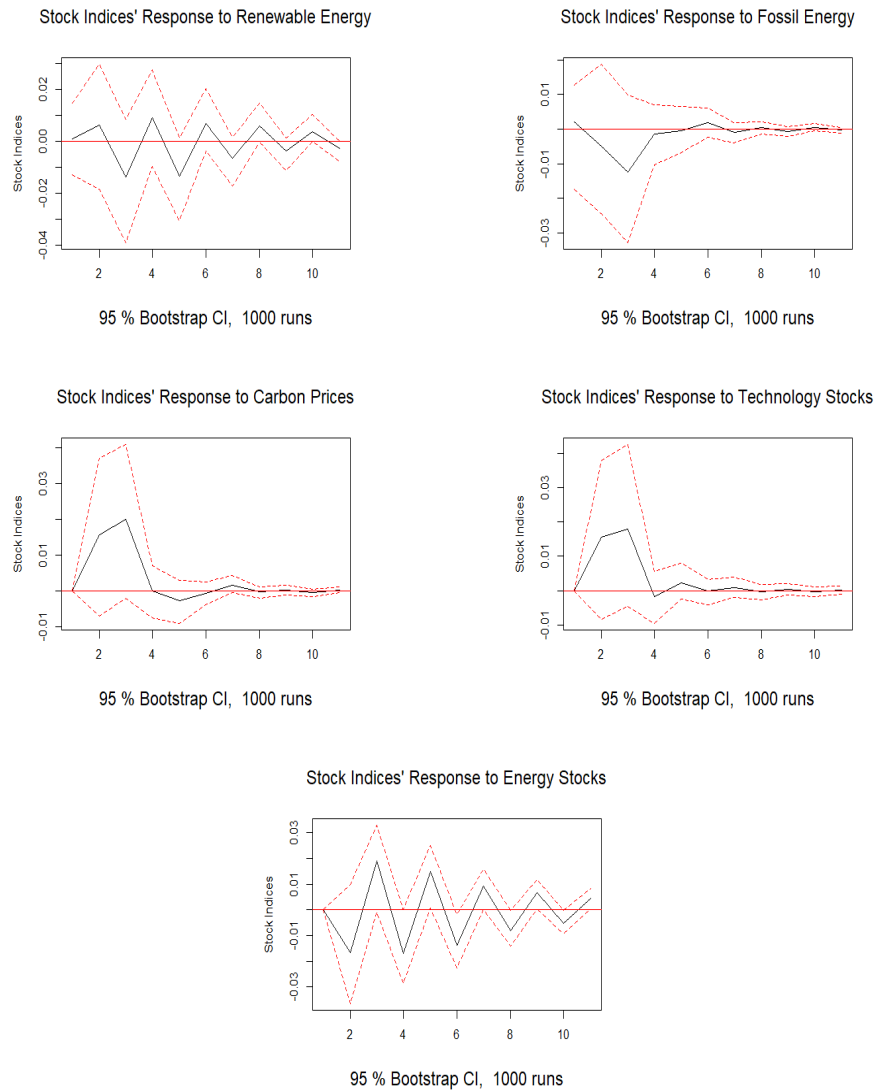 Stock Indices' Response to Renewable Energy
Stock Indices
0.02
0.00
-0.02
-0.04
2 4 6 8 10
95 % Bootstrap CI, 1000 runs
Stock Indices' Response to Fossil Energy
Stock Indices
0.01
-0.01
-0.03
2 4 6 8 10
95 % Bootstrap CI, 1000 runs
Stock Indices' Response to Carbon Prices
Stock Indices
0.03
0.01
-0.01
2 4 6 8 10
95 % Bootstrap CI, 1000 runs
Stock Indices' Response to Technology Stocks
Stock Indices
0.03
0.01
-0.01
2 4 6 8 10
95 % Bootstrap CI, 1000 runs
Stock Indices' Response to Energy Stocks
Stock Indices
0.03
0.01
-0.01
-0.03
2 4 6 8 10
95 % Bootstrap CI, 1000 runs